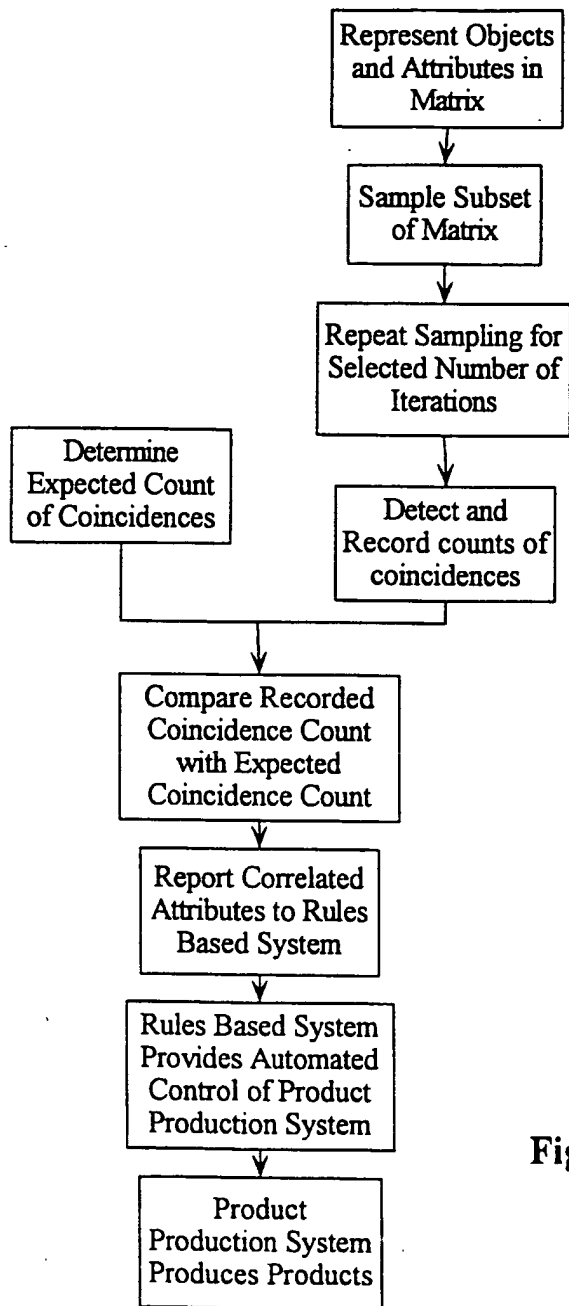 Represent Objects
and Attributes in
Matrix
Sample Subset
of Matrix
Repeat Sampling for
Selected Number of
Iterations
Determine
Expected Count
of Coincidences
Detect and
Record counts of
coincidences
Compare Recorded
Coincidence Count
with Expected
Coincidence Count
Report Correlated
Attributes to Rules
Based System
Rules Based System
Provides Automated
Control of Product
Production System
Fig
Product
Production System
Produces Products